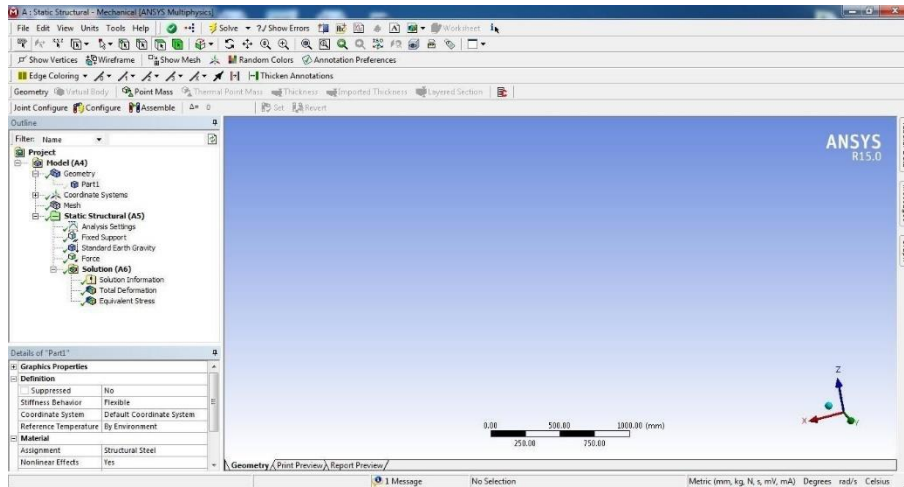 A : Static Structural - Mechanical [ANSYS Multiphysics]
File Edit View Units Tools Help Solve ?/ Show Errors Worksheet
Show Vertices Wireframe Show Mesh Random Colors Annotation Preferences
Edge Coloring Thicken Annotations
Geometry Virtual Body Point Mass Thermal Point Mass Thickness Imported Thickness Layered Section
Joint Configure Configure Assemble Δ= 0 Set Revert
Outline
Filter: Name
Project
Model (A4)
Geometry
Part1
Coordinate Systems
Mesh
Static Structural (A5)
Analysis Settings
Fixed Support
Standard Earth Gravity
Force
Solution (A6)
Solution Information
Total Deformation
Equivalent Stress
Details of "Part1"
Graphics Properties
Definition
Suppressed No
Stiffness Behavior Flexible
Coordinate System Default Coordinate System
Reference Temperature By Environment
Material
Assignment Structural Steel
Nonlinear Effects Yes
ANSYS
R15.0
Z
X
Y
0.00 500.00 1000.00 (mm)
250.00 750.00
Geometry Print Preview Report Preview
1 Message No Selection Metric (mm, kg, N, s, mV, mA) Degrees rad/s Celsius